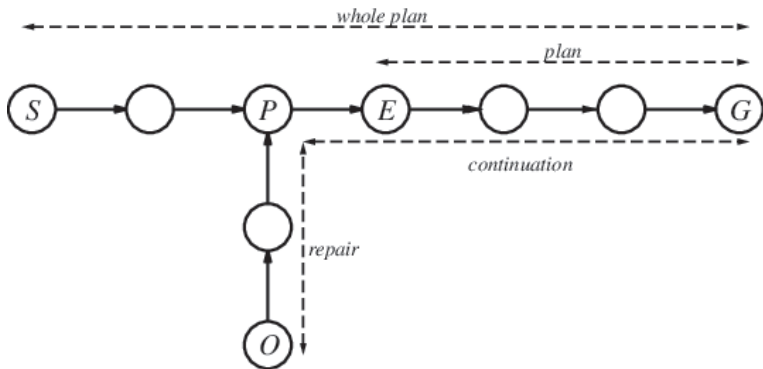 whole plan
plan
S P E G
continuation
repair
O